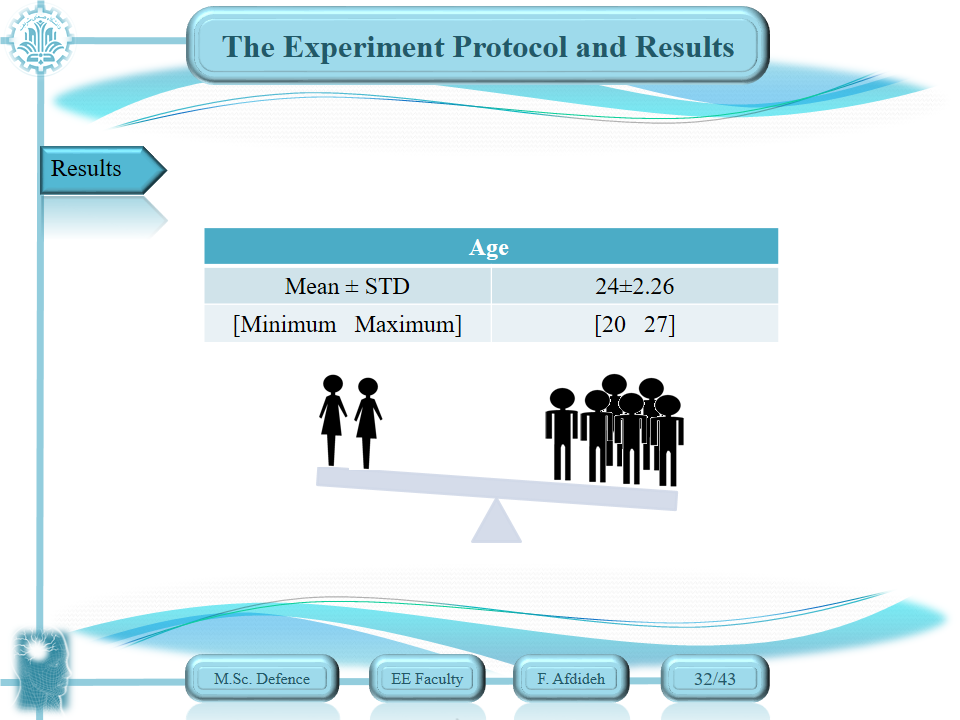 The Experiment Protocol and Results
Results
Age
Mean ± STD 24±2.26
[Minimum Maximum] [20 27]
M.Sc. Defence EE Faculty F. Afdideh 32/43